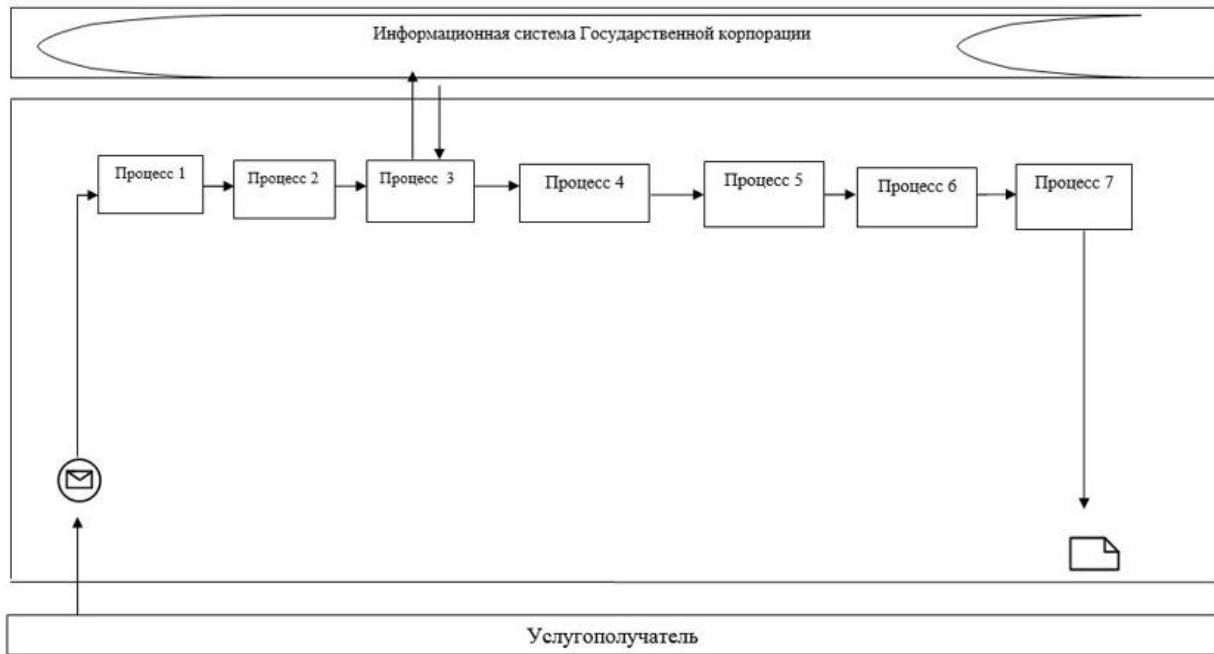 Информационная система Государственной корпорации
Процесс 1
Процесс 2
Процесс 3
Процесс 4
Процесс 5
Процесс 6
Процесс 7
Услугополучатель